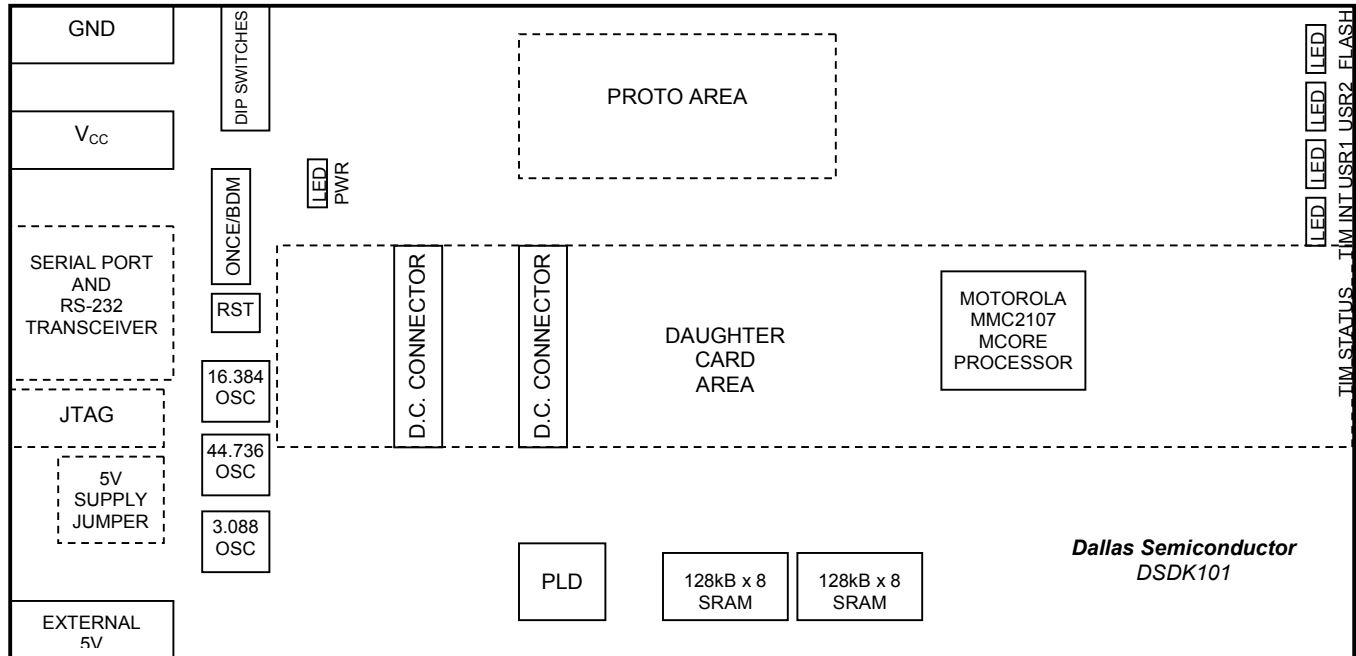 GND
V_CC
SERIAL PORT
AND
RS-232
TRANSCEIVER
JTAG
5V
SUPPLY
JUMPER
EXTERNAL
5V
DIP SWITCHES
ONCE/BDM
RST
16.384
OSC
44.736
OSC
3.088
OSC
LED
PWR
PROTO AREA
D.C. CONNECTOR
D.C. CONNECTOR
DAUGHTER
CARD
AREA
MOTOROLA
MMC2107
MCORE
PROCESSOR
PLD
128kB x 8
SRAM
128kB x 8
SRAM
LED
FLASH
LED
USR2
LED
USR1
LED
TIM INT
TIM STATUS
Dallas Semiconductor
DSDK101